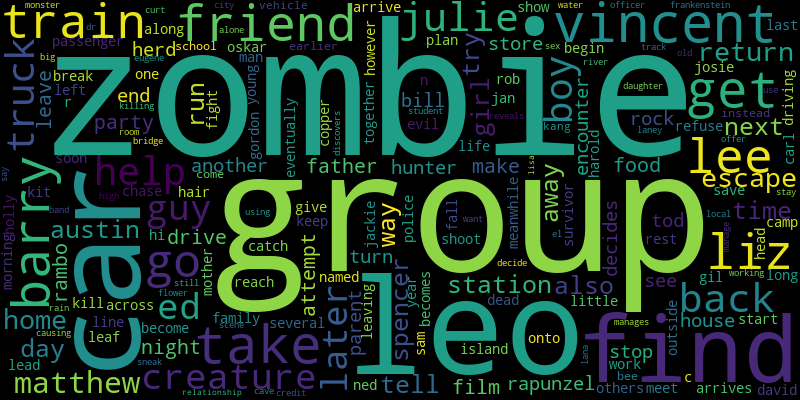 monster curt dr city vehicle arrive show water officer frankenstein
train friend julie vincent
along alone passenger herd school oskar earlier however plan store sex begin track old last
truck zombie get return
big eugene man try girl boy river josie
break one leave left killing end run fight together n rob jan bill evil student encounter daughter use instead driving
r party room bridge gordon young eventually copper discovers life kang harold rock refuse next carl
barry help another father hunter make food laney offer lee
say soon kit chase come hair group away survivor save reveals lisa escape stay
holly morning band high guy using give keep jackie police way fall want meanwhile el decides tod time local camp
austin hi drive catch attempt shoot rest liz head
car rambo go still mother reach named turn station also see gil working long
rain flower year becomes decide dead little manages back
home kill across ed family several later parent leaving leo spencer sam island onto find outside house start
causing line leaf become scene stop
day night take work
lead matthew sneak creature ned tell film rapunzel bee lana others meet c arrives david
relationship cave credit